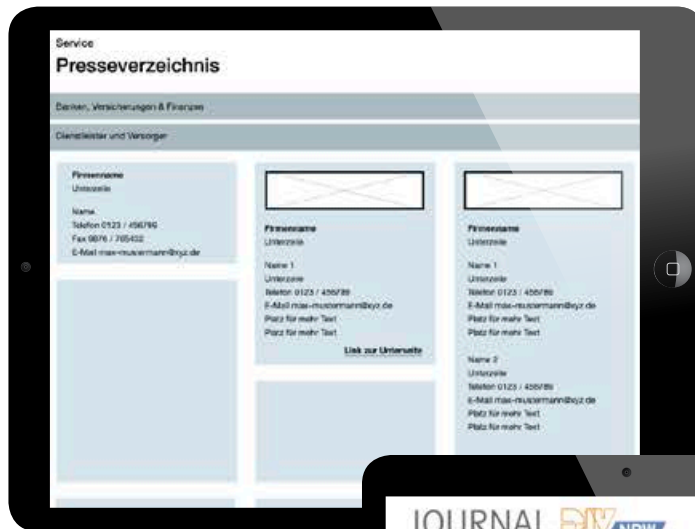 Service
Presseverzeichnis
Banken, Versicherungen & Finanzen
Dienstleister und Versorger
Firmenname
Unterzeile
Name
Telefon 0123 / 456789
Fax 9876 / 765432
E-Mail max-mustermann@xyz.de
Firmenname
Unterzeile
Name 1
Unterzeile
Telefon 0123 / 456789
E-Mail max-mustermann@xyz.de
Platz für mehr Text
Platz für mehr Text
Link zur Unterseite
Firmenname
Unterzeile
Name 1
Unterzeile
Telefon 0123 / 456789
E-Mail max-mustermann@xyz.de
Platz für mehr Text
Platz für mehr Text
Name 2
Unterzeile
Telefon 0123 / 456789
E-Mail max-mustermann@xyz.de
Platz für mehr Text
Platz für mehr Text
JOURNAL DJV NRW